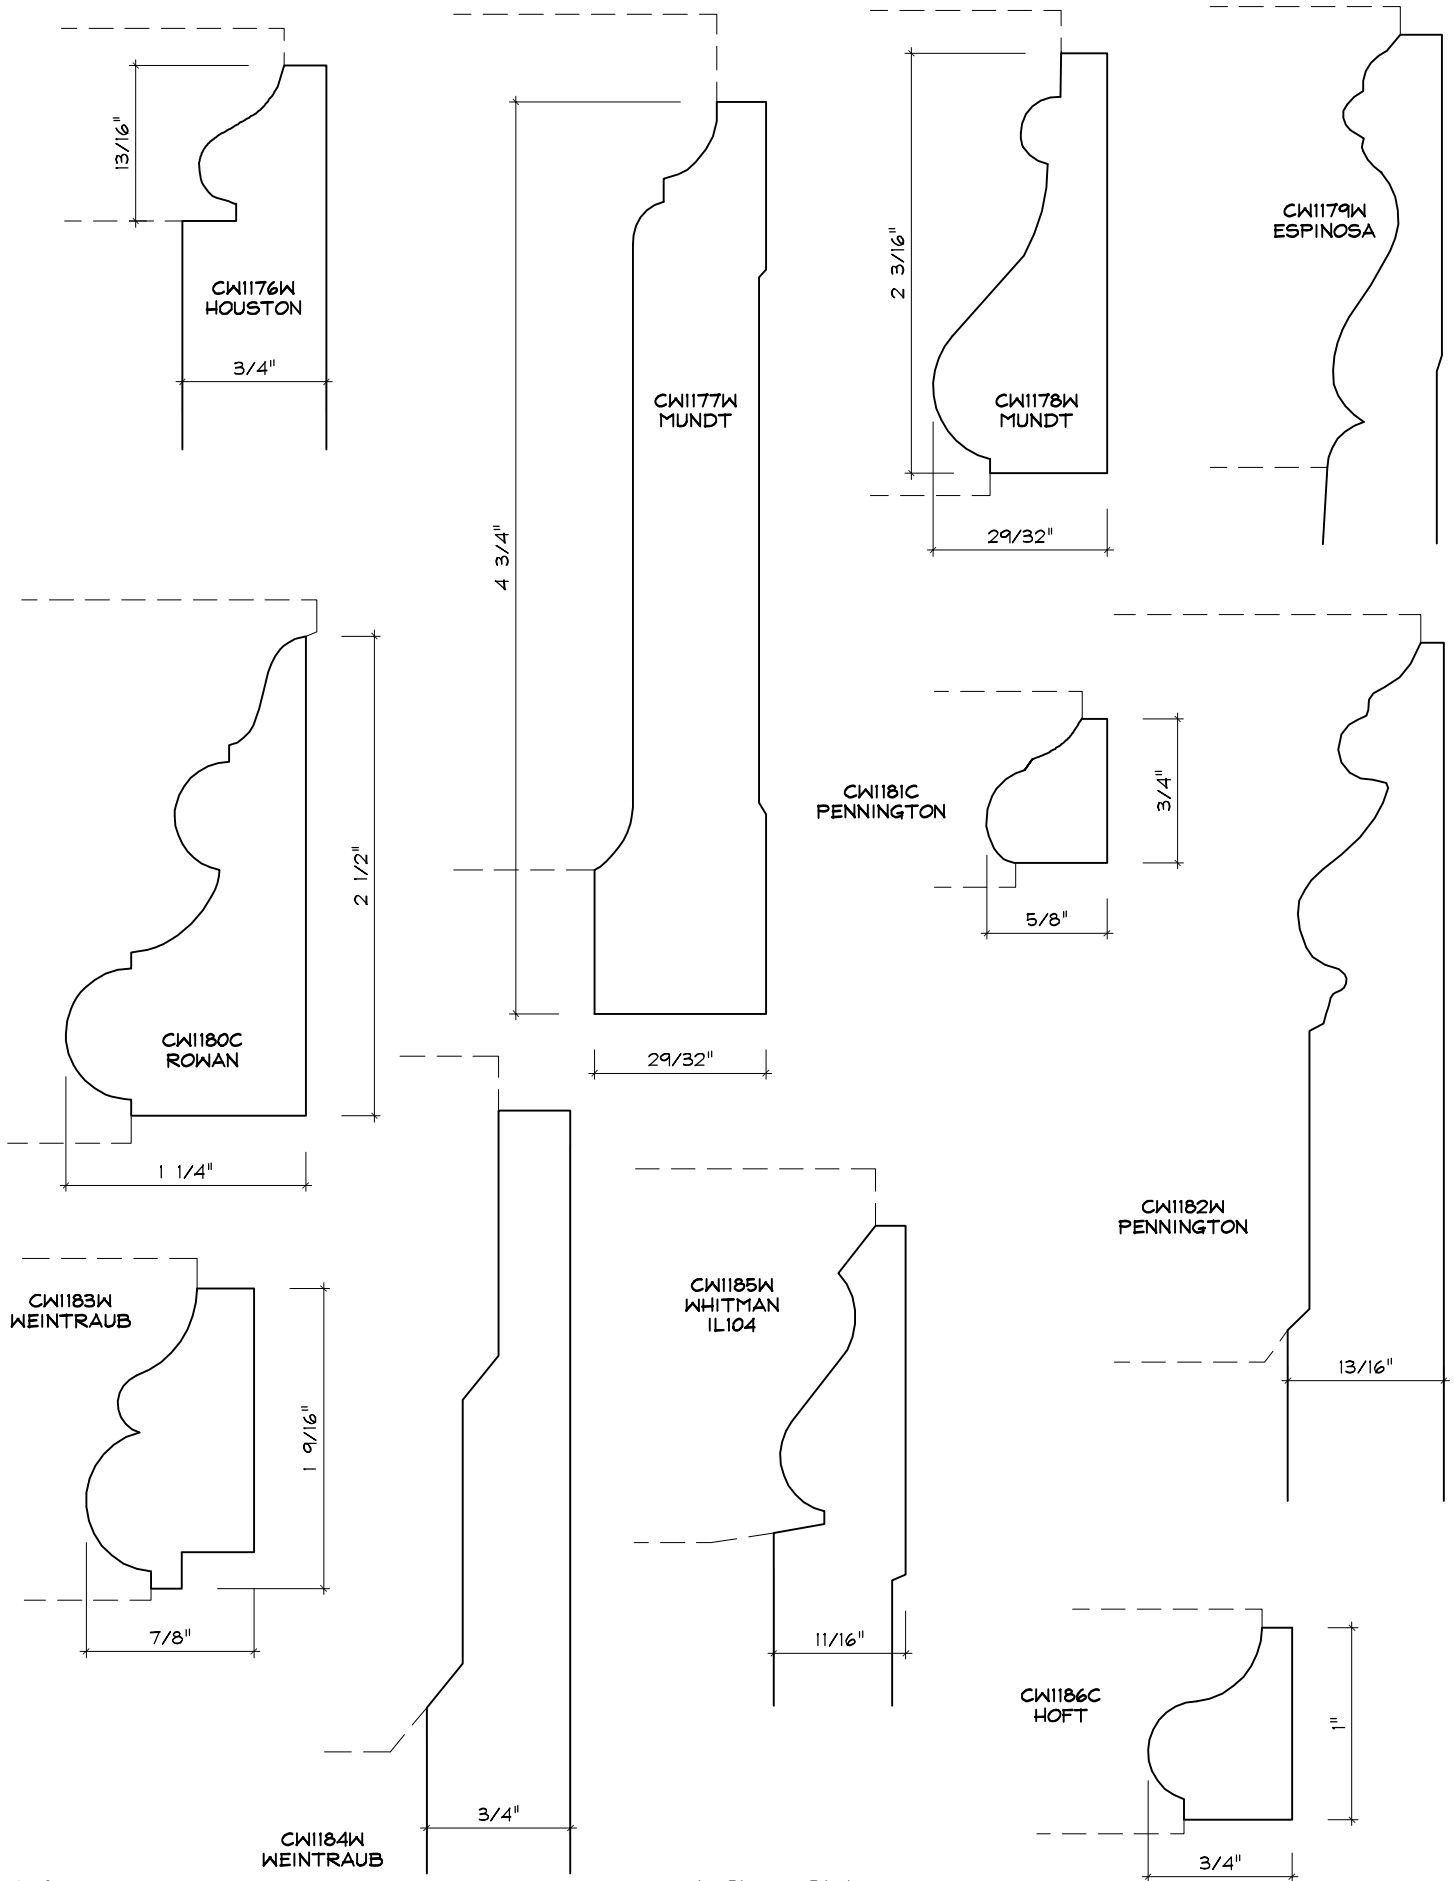 13/16"
CW1176W
HOUSTON
3/4"
4 3/4"
CW1177W
MUNDT
29/32"
2 3/16"
CW1178W
MUNDT
29/32"
CW1179W
ESPINOSA
2 1/2"
CW1180C
ROWAN
1 1/4"
CW1181C
PENNINGTON
3/4"
5/8"
CW1182W
PENNINGTON
13/16"
CW1183W
WEINTRAUB
1 9/16"
7/8"
3/4"
CW1184W
WEINTRAUB
CW1185W
WHITMAN
IL104
11/16"
CW1186C
HOFT
1"
3/4"